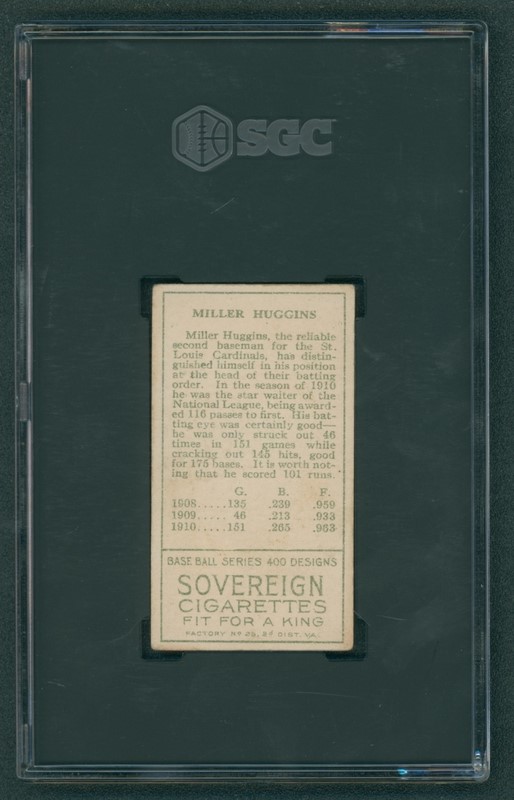 SGC
MILLER HUGGINS
Miller Huggins, the reliable
second baseman for the St.
Louis Cardinals, has distin-
guished himself in his position
at the head of their batting
order. In the season of 1910
he was the star waiter of the
National League, being award-
ed 116 passes to first. His bat-
ting eye was certainly good—
he was only struck out 46
times in 151 games while
cracking out 145 hits, good
for 175 bases. It is worth not-
ing that he scored 101 runs.
G. B. F.
1908.....135 .239 .959
1909..... 46 .213 .933
1910.....151 .265 .963
BASE BALL SERIES 400 DESIGNS
SOVEREIGN
CIGARETTES
FIT FOR A KING
FACTORY Nº 25, 2ᴰ DIST. VA.